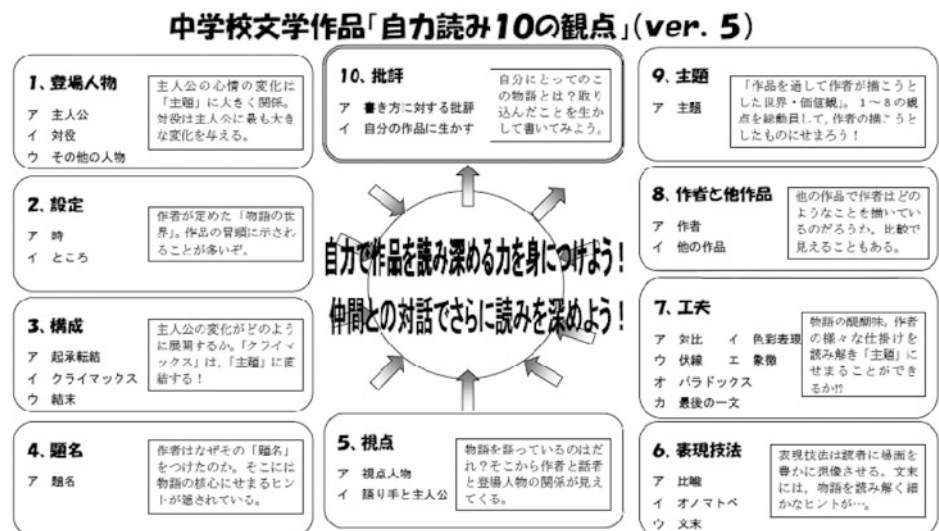 中学校文学作品「自力読み10の観点」(ver. 5)
1、登場人物
ア 主人公
イ 対役
ウ その他の人物
主人公の心情の変化は
「主題」に大きく関係。
対役は主人公に最も大き
な変化を与える。
2、設定
ア 時
イ ところ
作者が定めた「物語の世
界」。作品の冒頭に示され
ることが多いぞ。
3、構成
ア 起承転結
イ クライマックス
ウ 結末
主人公の変化がどのよう
に展開するか。「クライマ
ックス」は、「主題」に直
結する!
4、題名
ア 題名
作者はなぜその「題名」
をつけたのか。そこには
物語の核心にせまるヒン
トが隠されている。
5、視点
ア 視点人物
イ 語り手と主人公
物語を語っているのはだ
れ?そこから作者と話者
と登場人物の関係が見え
てくる。
6、表現技法
ア 比喩
イ オノマトペ
ウ 文末
表現技法は読者に場面を
豊かに想像させる。文末
には、物語を読み解く細
かなヒントが…。
7、工夫
ア 対比 イ 色彩表現
ウ 伏線 エ 象徴
オ パラドックス
カ 最後の一文
物語の醍醐味。作者
の様々な仕掛けを
読み解き「主題」に
せまることができ
るか!?
8、作者と他作品
ア 作者
イ 他の作品
他の作品で作者はどの
ようなことを描いてい
るのだろうか。比較で
見えることもある。
9、主題
ア 主題
「作品を通して作者が描こうと
した世界・価値観」。1～8の観
点を総動員して、作者の描こうと
したものにせまろう!
10、批評
ア 書き方に対する批評
イ 自分の作品に生かす
自分にとってのこ
の物語とは?取り
込んだことを生か
して書いてみよう。
自力で作品を読み深める力を身につけよう!
仲間との対話でさらに読みを深めよう!